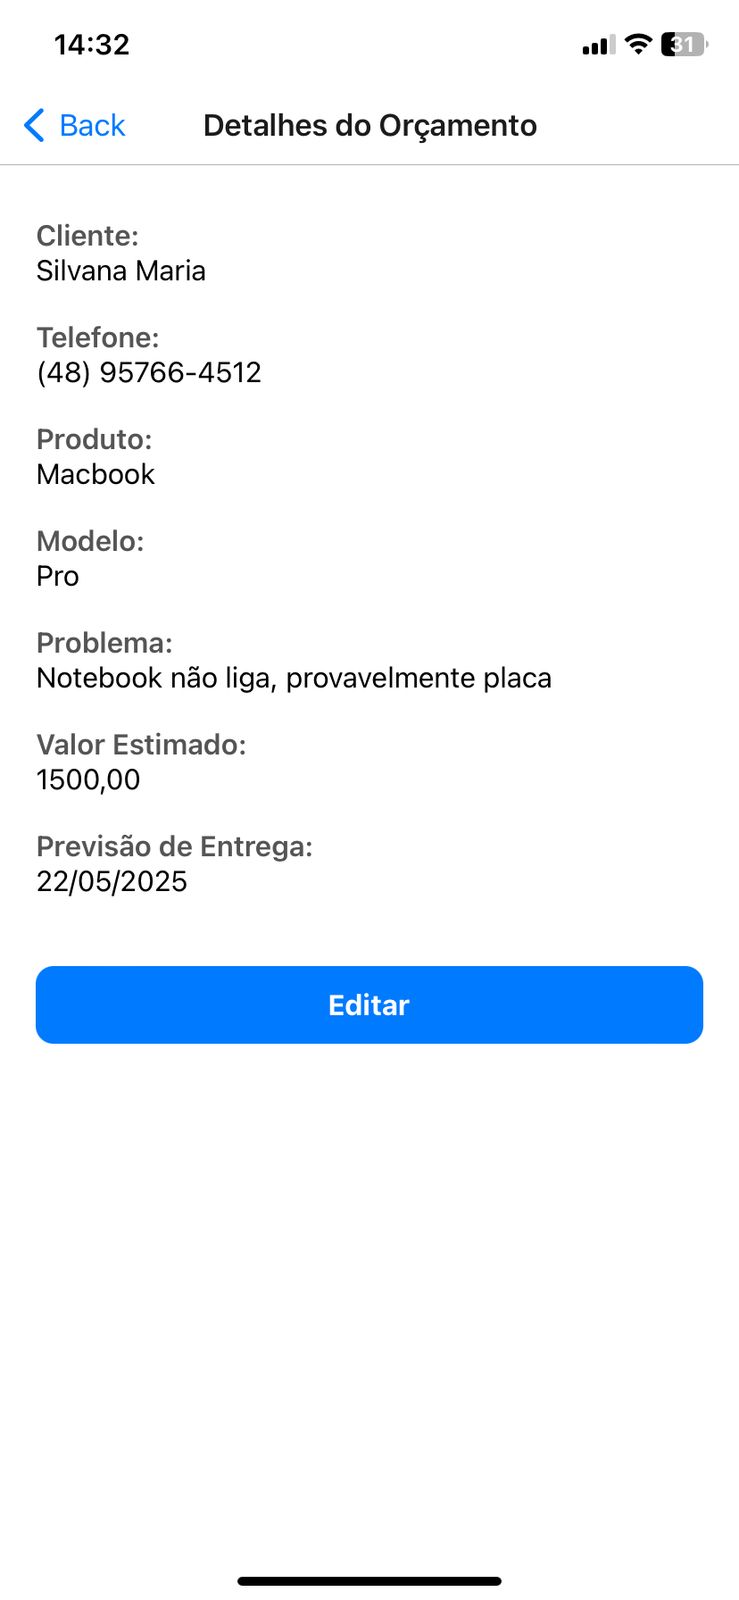 14:32
31
Back
Detalhes do Orçamento
Cliente:
Silvana Maria
Telefone:
(48) 95766-4512
Produto:
Macbook
Modelo:
Pro
Problema:
Notebook não liga, provavelmente placa
Valor Estimado:
1500,00
Previsão de Entrega:
22/05/2025
Editar